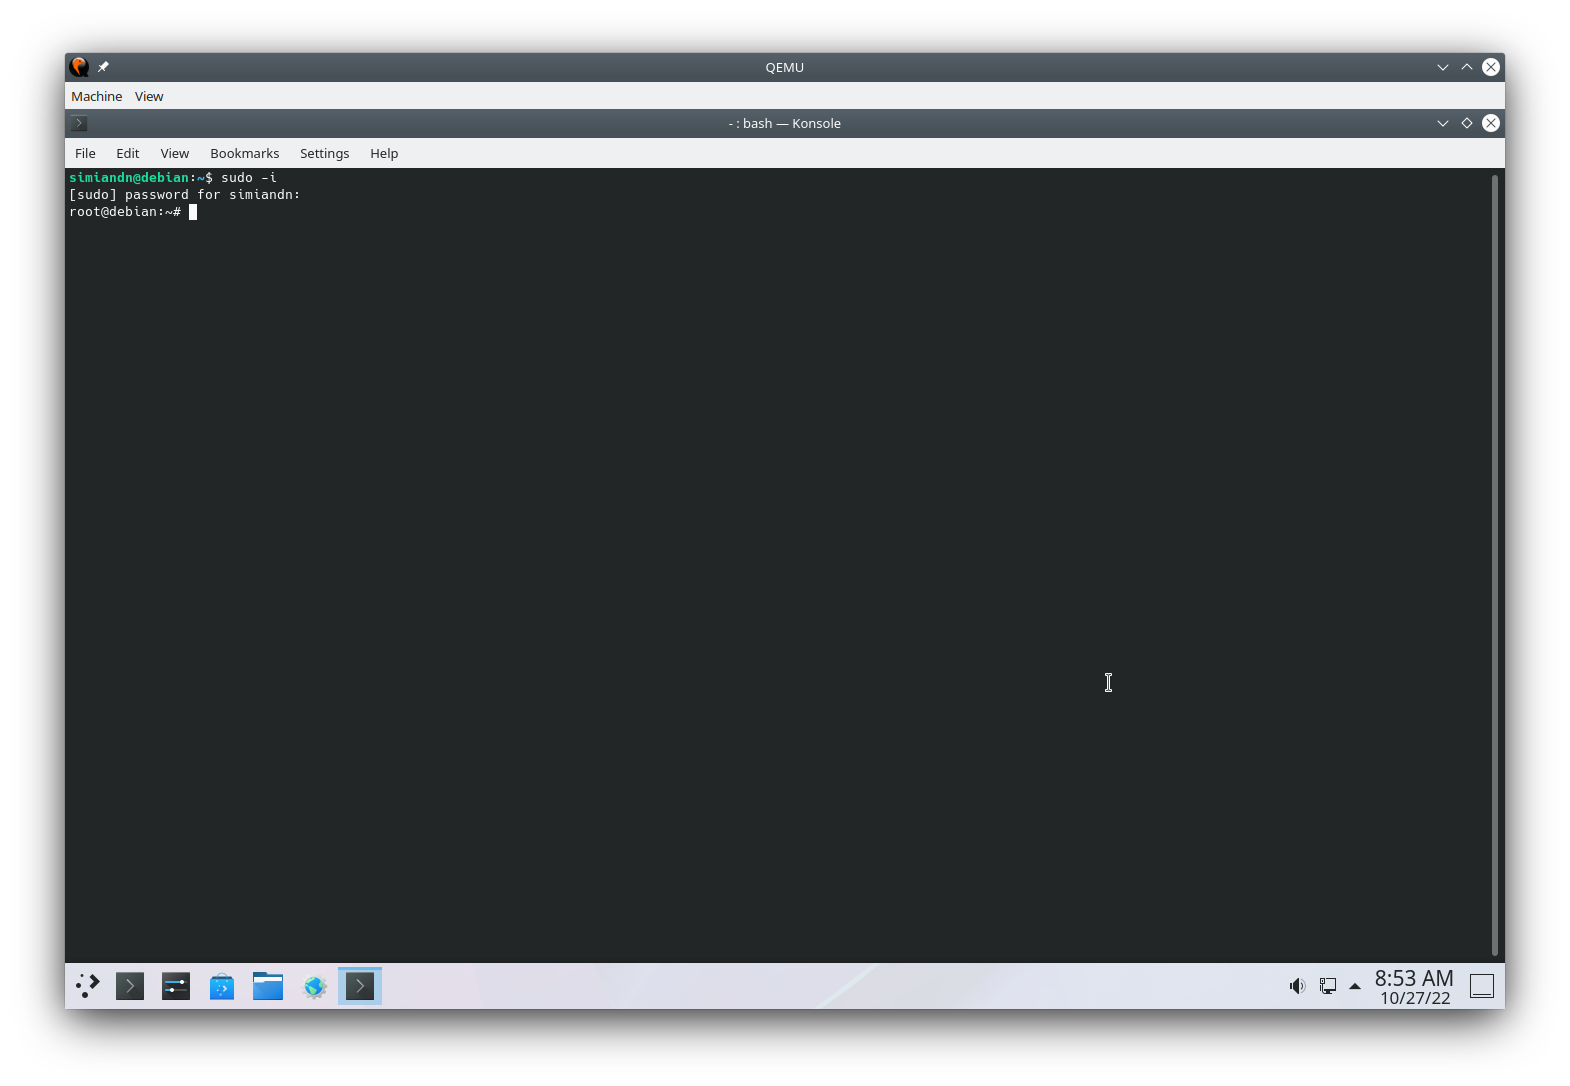 QEMU
Machine View
- : bash — Konsole
File Edit View Bookmarks Settings Help
simiandn@debian:~$ sudo -i
[sudo] password for simiandn:
root@debian:~#
8:53 AM
10/27/22